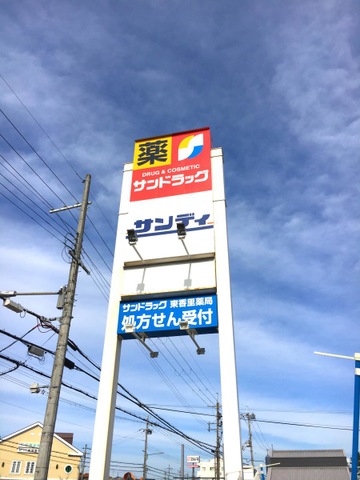 薬
DRUG & COSMETIC
サンドラッグ
サンディ
サンドラッグ 東香里薬局
処方せん受付